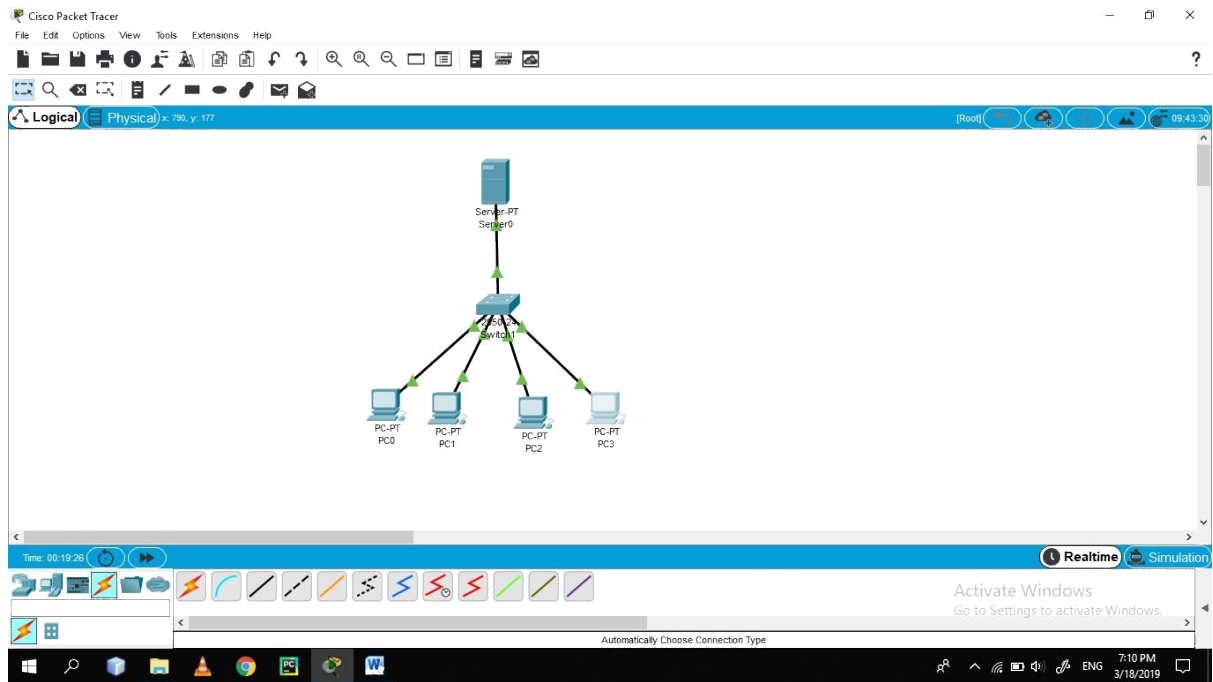 Cisco Packet Tracer
File Edit Options View Tools Extensions Help
?
Logical
Physical
x: 790, y: 177
[Root]
09:43:30
Server-PT
Server0
2950-24
Switch1
PC-PT
PC0
PC-PT
PC1
PC-PT
PC2
PC-PT
PC3
Time: 00:19:26
Realtime
Simulation
Activate Windows
Go to Settings to activate Windows.
Automatically Choose Connection Type
ENG
7:10 PM
3/18/2019